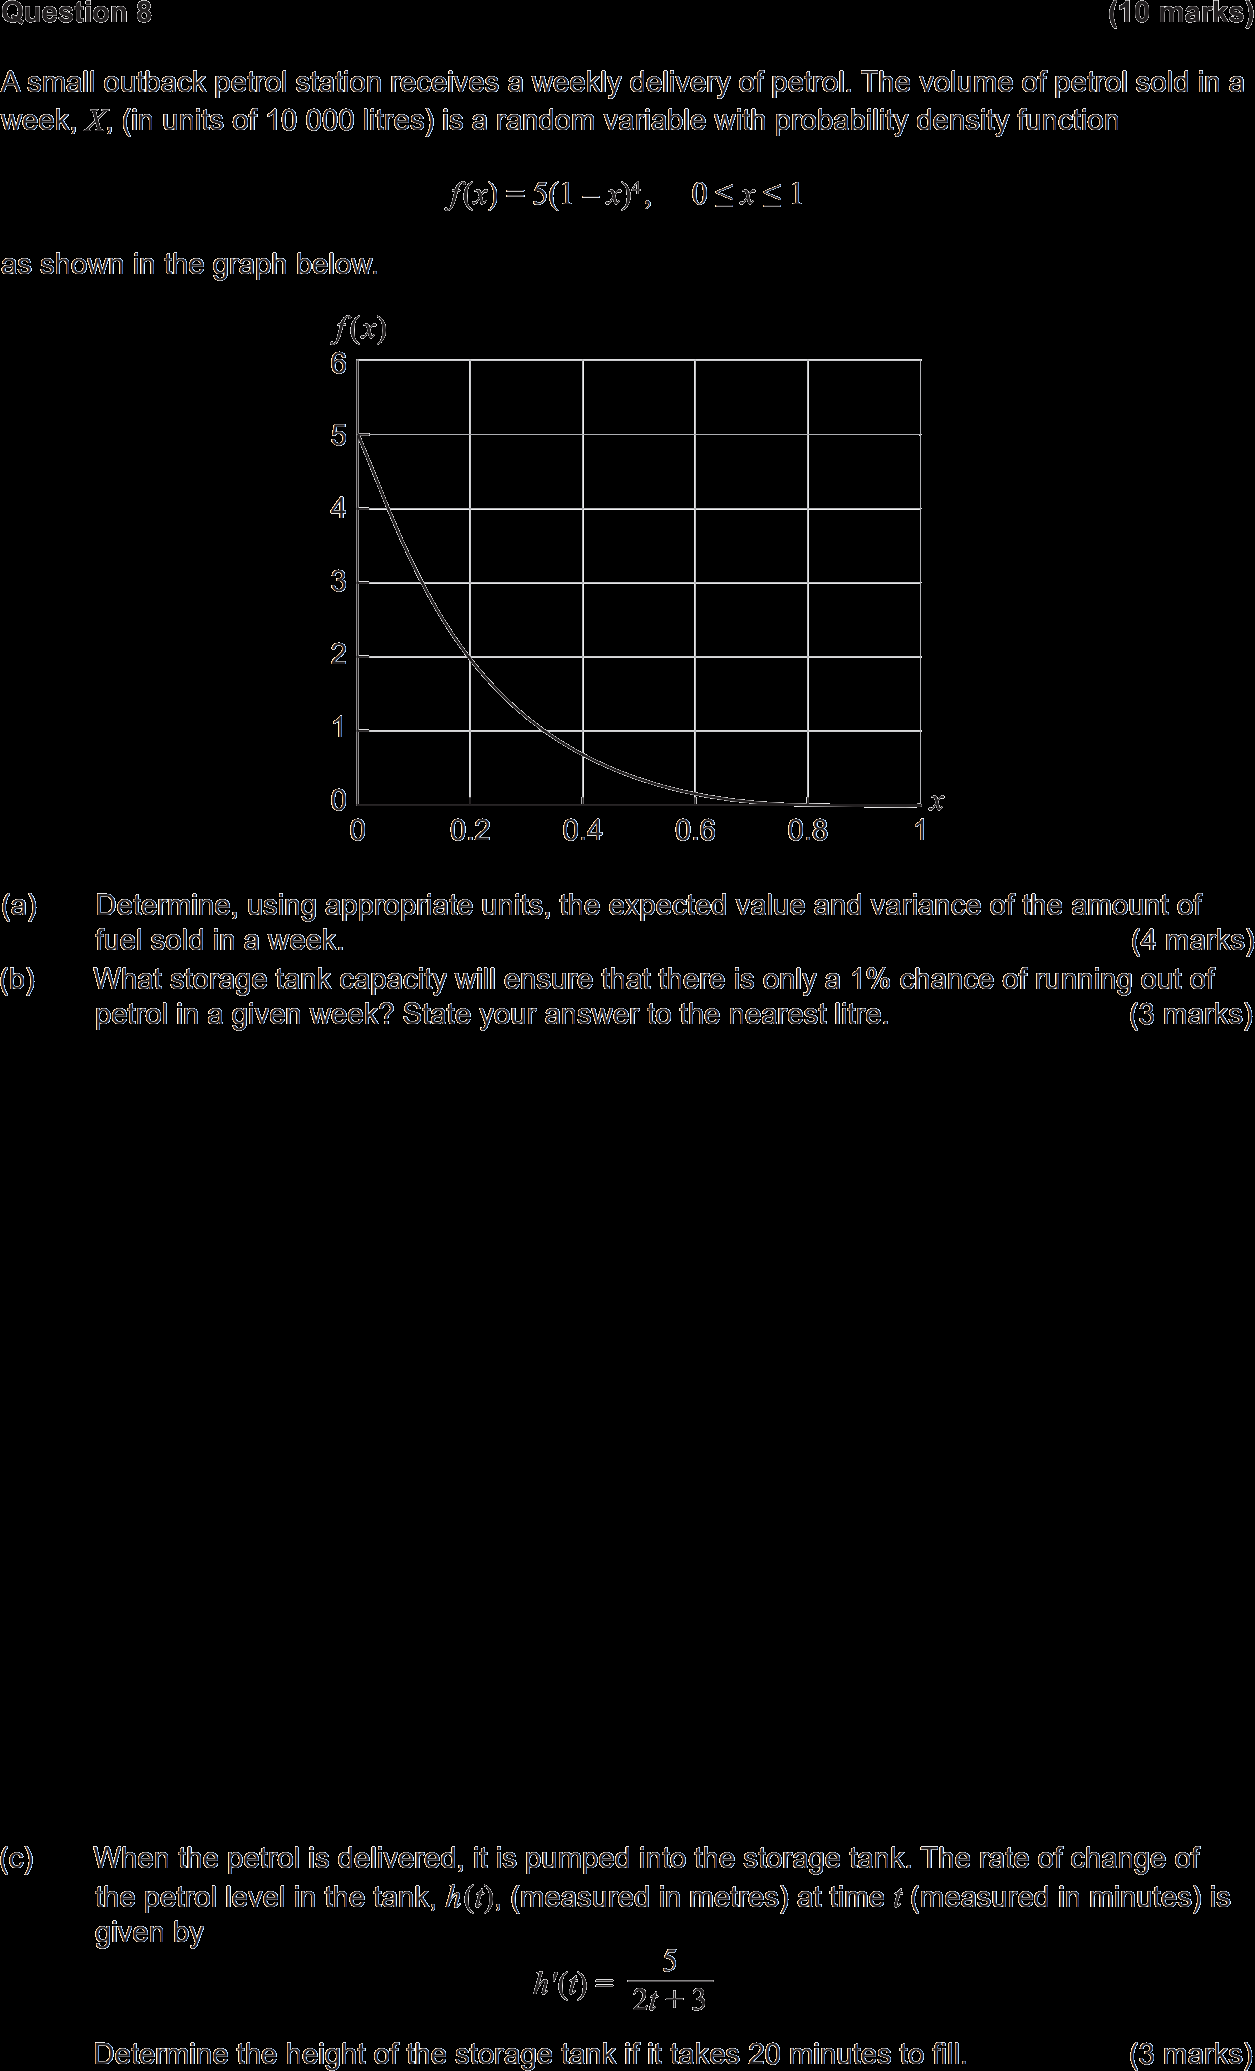 Question 8 (10 marks)
A small outback petrol station receives a weekly delivery of petrol. The volume of petrol sold in a
week, X, (in units of 10 000 litres) is a random variable with probability density function
f(x) = 5(1 – x)⁴, 0 ≤ x ≤ 1
as shown in the graph below.
f(x)
6
5
4
3
2
1
0
x
0 0.2 0.4 0.6 0.8 1
(a) Determine, using appropriate units, the expected value and variance of the amount of
fuel sold in a week. (4 marks)
(b) What storage tank capacity will ensure that there is only a 1% chance of running out of
petrol in a given week? State your answer to the nearest litre. (3 marks)
(c) When the petrol is delivered, it is pumped into the storage tank. The rate of change of
the petrol level in the tank, h(t), (measured in metres) at time t (measured in minutes) is
given by
h'(t) = 5 / (2t + 3)
Determine the height of the storage tank if it takes 20 minutes to fill. (3 marks)